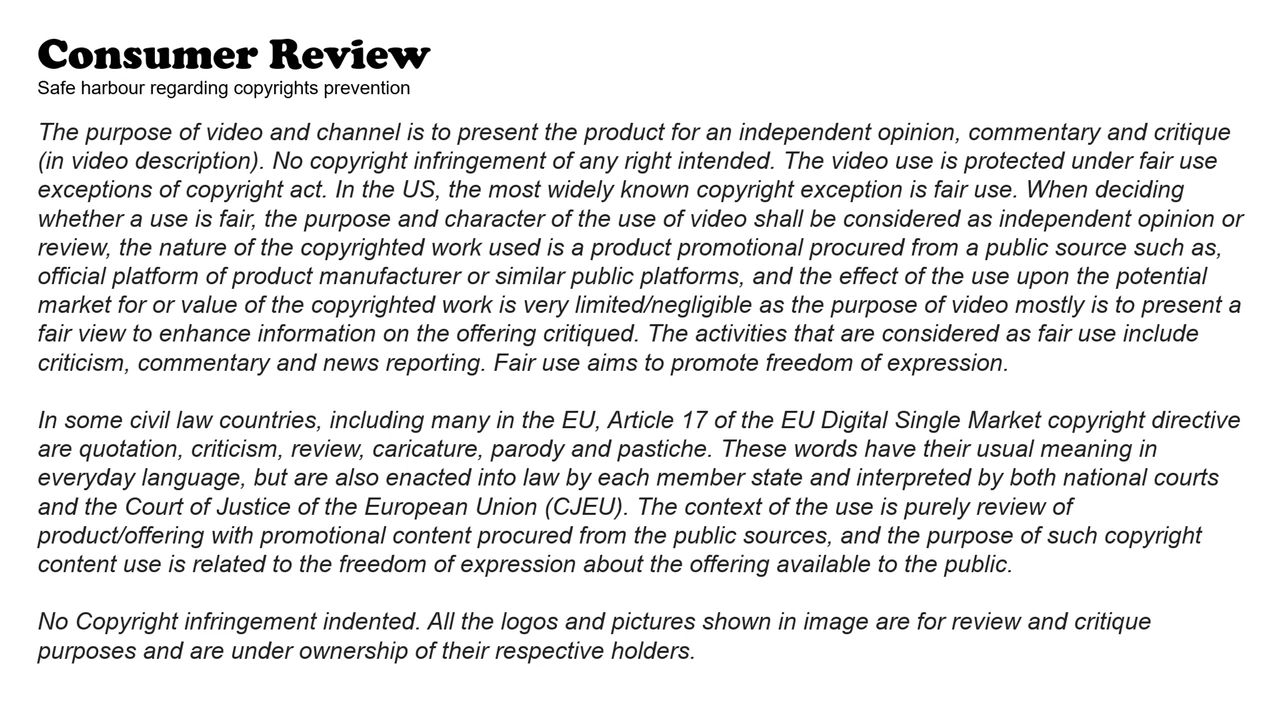 Consumer Review
Safe harbour regarding copyrights prevention
The purpose of video and channel is to present the product for an independent opinion, commentary and critique
(in video description). No copyright infringement of any right intended. The video use is protected under fair use
exceptions of copyright act. In the US, the most widely known copyright exception is fair use. When deciding
whether a use is fair, the purpose and character of the use of video shall be considered as independent opinion or
review, the nature of the copyrighted work used is a product promotional procured from a public source such as,
official platform of product manufacturer or similar public platforms, and the effect of the use upon the potential
market for or value of the copyrighted work is very limited/negligible as the purpose of video mostly is to present a
fair view to enhance information on the offering critiqued. The activities that are considered as fair use include
criticism, commentary and news reporting. Fair use aims to promote freedom of expression.
In some civil law countries, including many in the EU, Article 17 of the EU Digital Single Market copyright directive
are quotation, criticism, review, caricature, parody and pastiche. These words have their usual meaning in
everyday language, but are also enacted into law by each member state and interpreted by both national courts
and the Court of Justice of the European Union (CJEU). The context of the use is purely review of
product/offering with promotional content procured from the public sources, and the purpose of such copyright
content use is related to the freedom of expression about the offering available to the public.
No Copyright infringement indented. All the logos and pictures shown in image are for review and critique
purposes and are under ownership of their respective holders.